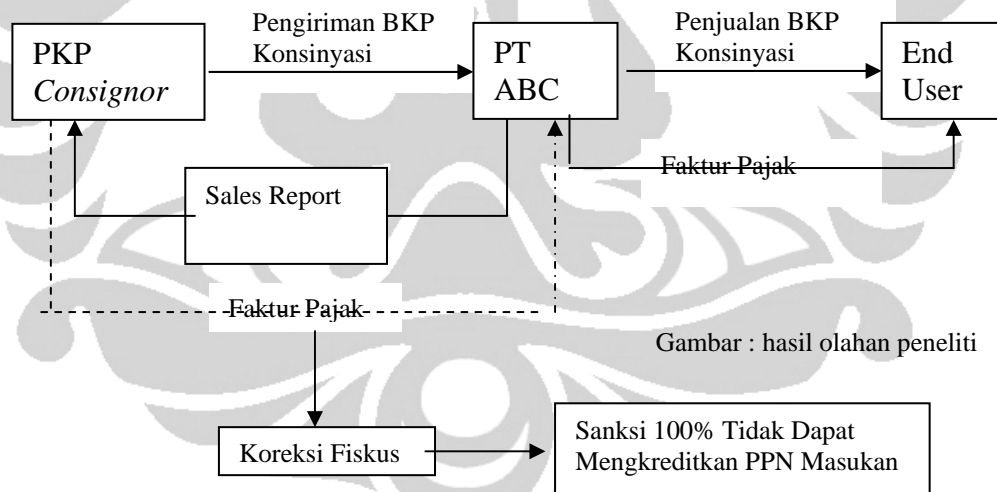 Pengiriman BKP
Konsinyasi
Penjualan BKP
Konsinyasi
PKP
Consignor
PT
ABC
End
User
Faktur Pajak
Sales Report
Faktur Pajak
Gambar : hasil olahan peneliti
Koreksi Fiskus
Sanksi 100% Tidak Dapat
Mengkreditkan PPN Masukan